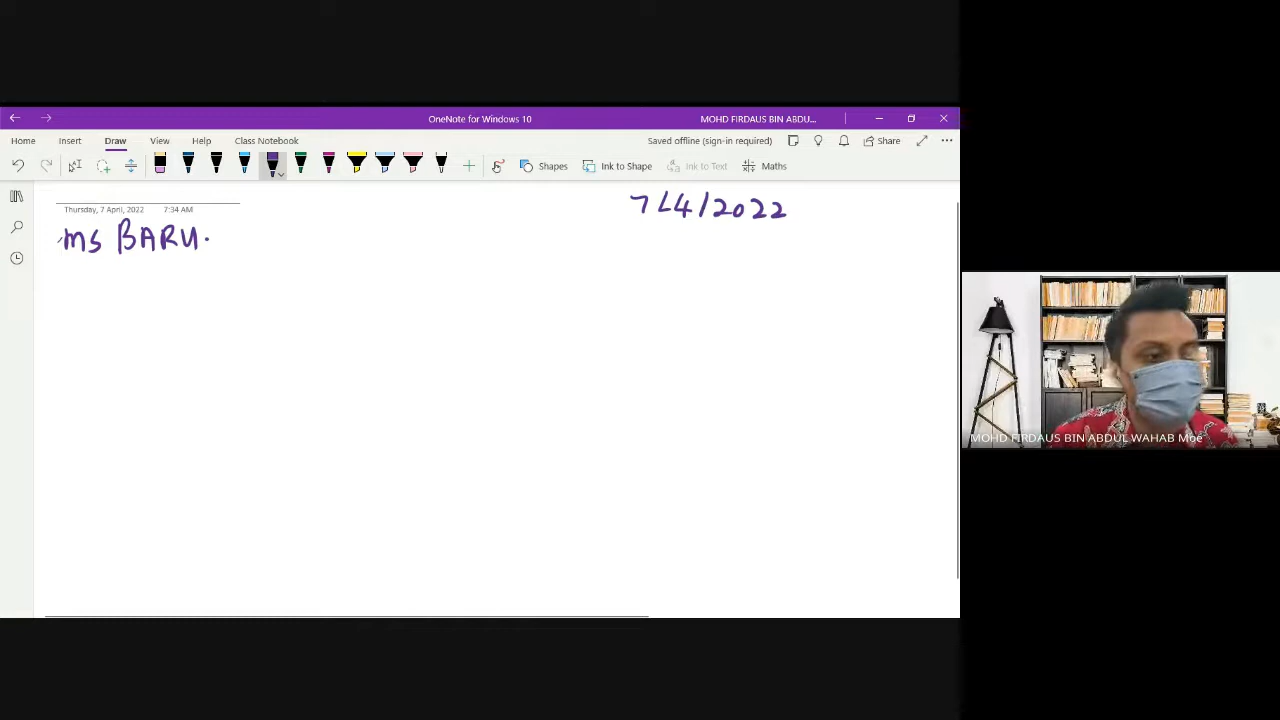 OneNote for Windows 10
MOHD FIRDAUS BIN ABDU...
Home Insert Draw View Help Class Notebook
Saved offline (sign-in required)
Share
Shapes
Ink to Shape
Ink to Text
Maths
7/4/2022
Thursday, 7 April, 2022 7:34 AM
ms BARU.
MOHD FIRDAUS BIN ABDUL WAHAB Moe